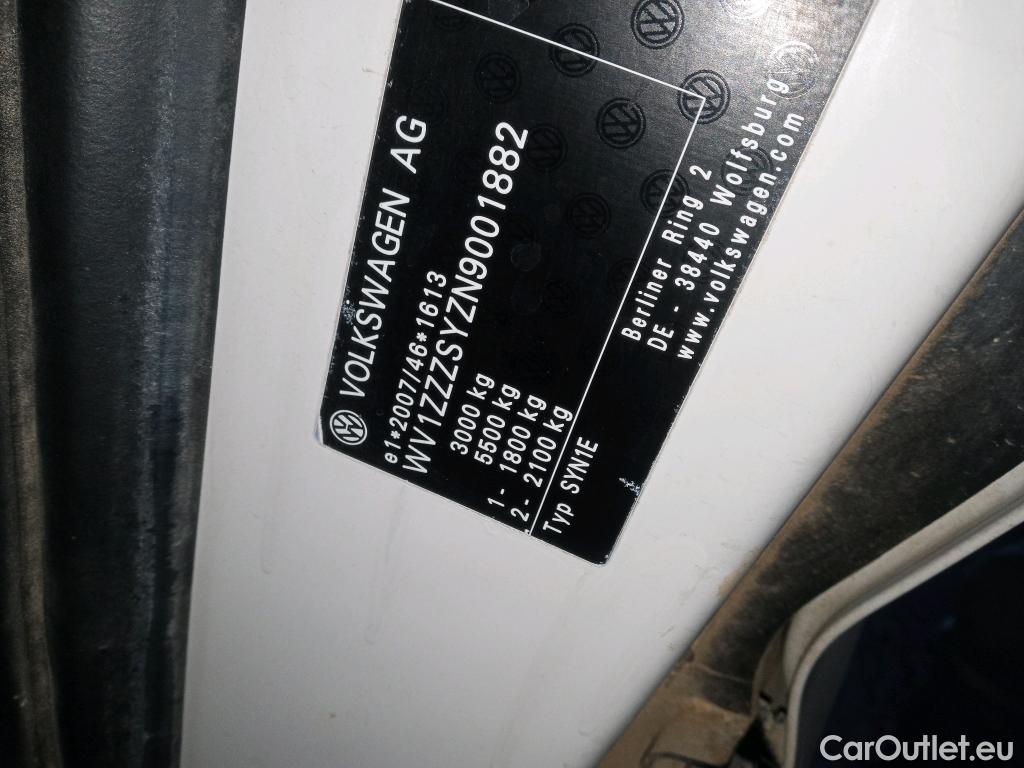 VOLKSWAGEN AG
e1*2007/46*1613
WV1ZZZSYZN9001882
3000 kg
5500 kg
1- 1800 kg
2- 2100 kg
Typ SYN1E
Berliner Ring 2
DE - 38440 Wolfsburg
www.volkswagen.com
CarOutlet.eu